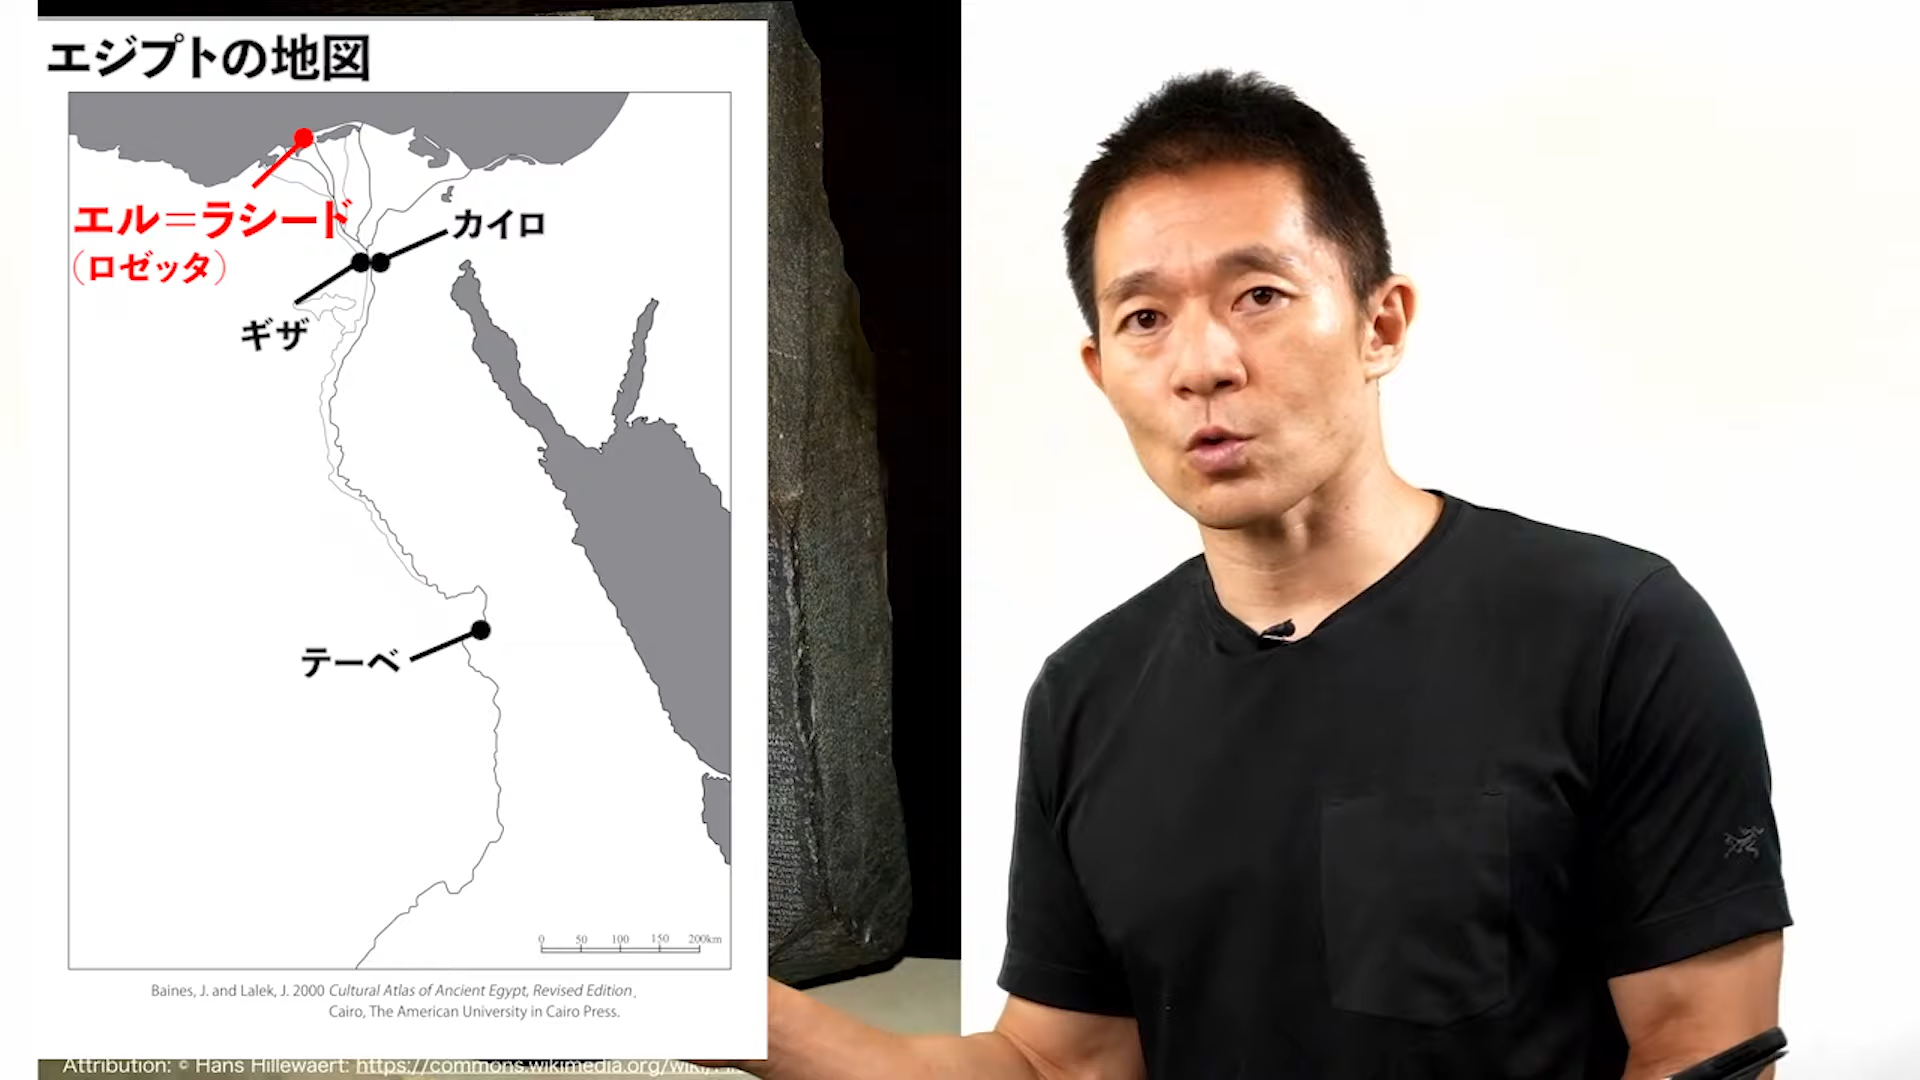 エジプトの地図
エル＝ラシード
（ロゼッタ）
カイロ
ギザ
テーベ
0 50 100 150 200km
Baines, J. and Lalek, J. 2000 Cultural Atlas of Ancient Egypt, Revised Edition,
Cairo, The American University in Cairo Press.
Attribution: © Hans Hillewaert: https://commons.wikimedia.org/wiki/